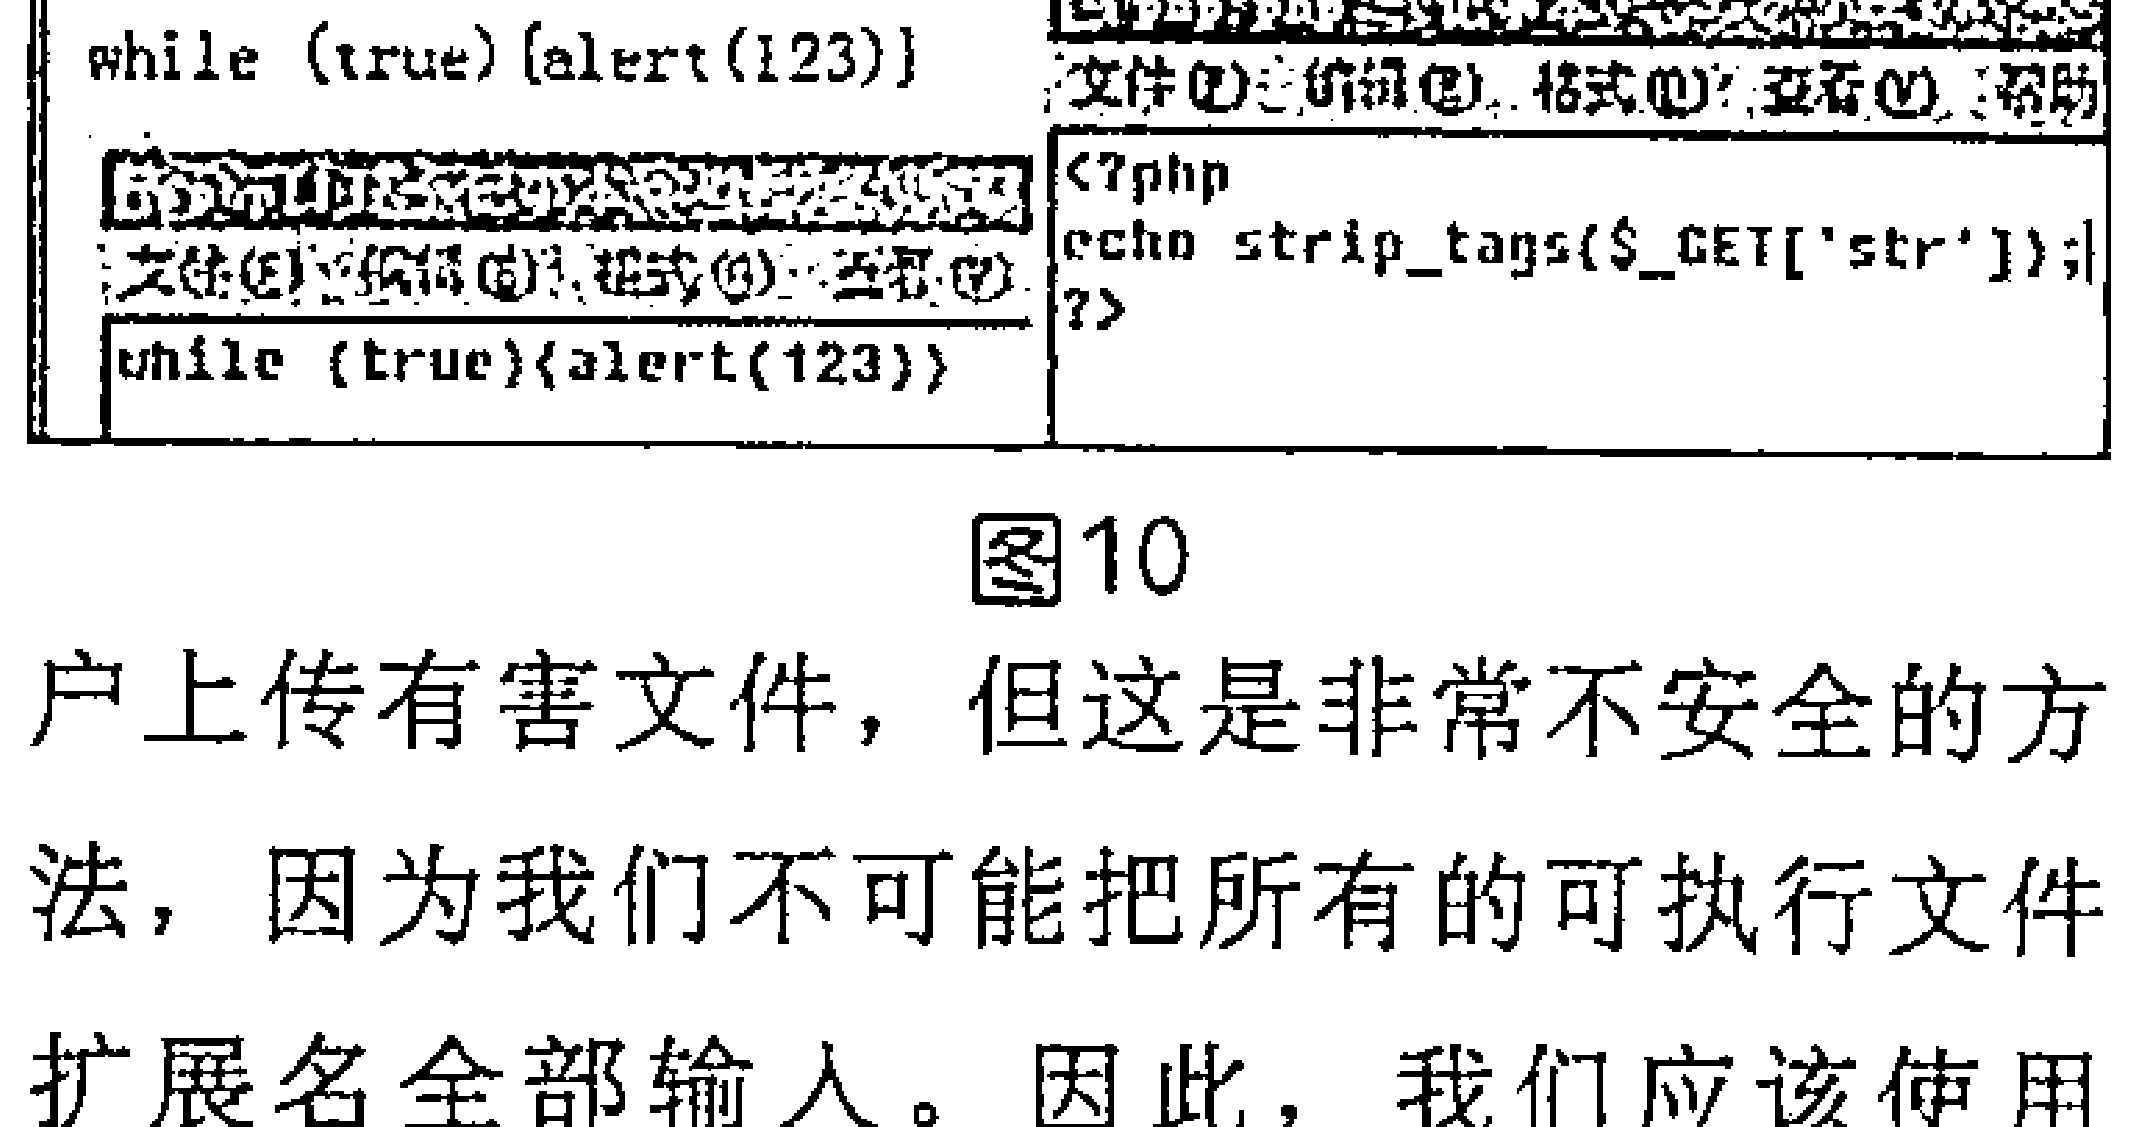 while (true){alert(123)}
文件(F) 编辑(E) 格式(O) 查看(V) 帮助
<?php
echo strip_tags($_GET['str']);
?>
文件(F) 编辑(E) 格式(O) 查看(V)
while (true){alert(123)}
图10
户上传有害文件，但这是非常不安全的方
法，因为我们不可能把所有的可执行文件
扩展名全部输入。因此，我们应该使用